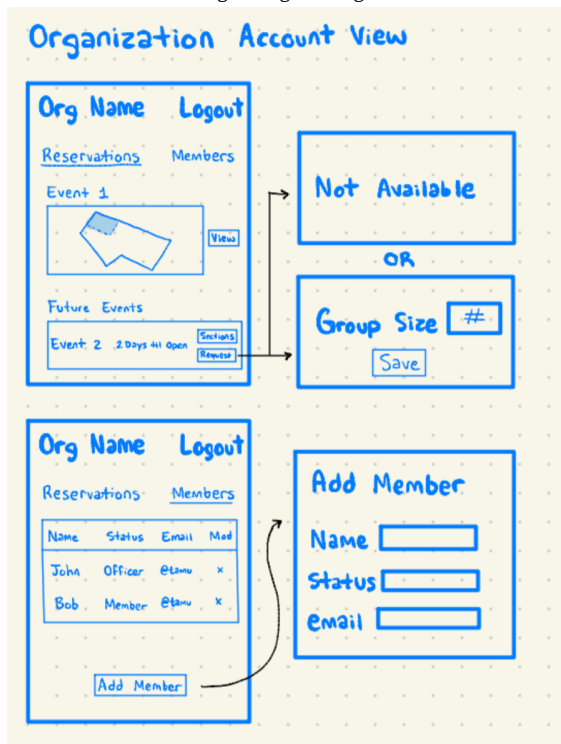 Organization Account View
Org Name Logout
Reservations Members
Event 1
View
Future Events
Event 2 2 Days til Open
Sections
Request
Not Available
OR
Group Size #
Save
Org Name Logout
Reservations Members
Name Status Email Mod
John Officer @tamu x
Bob Member @tamu x
Add Member
Add Member
Name
Status
email